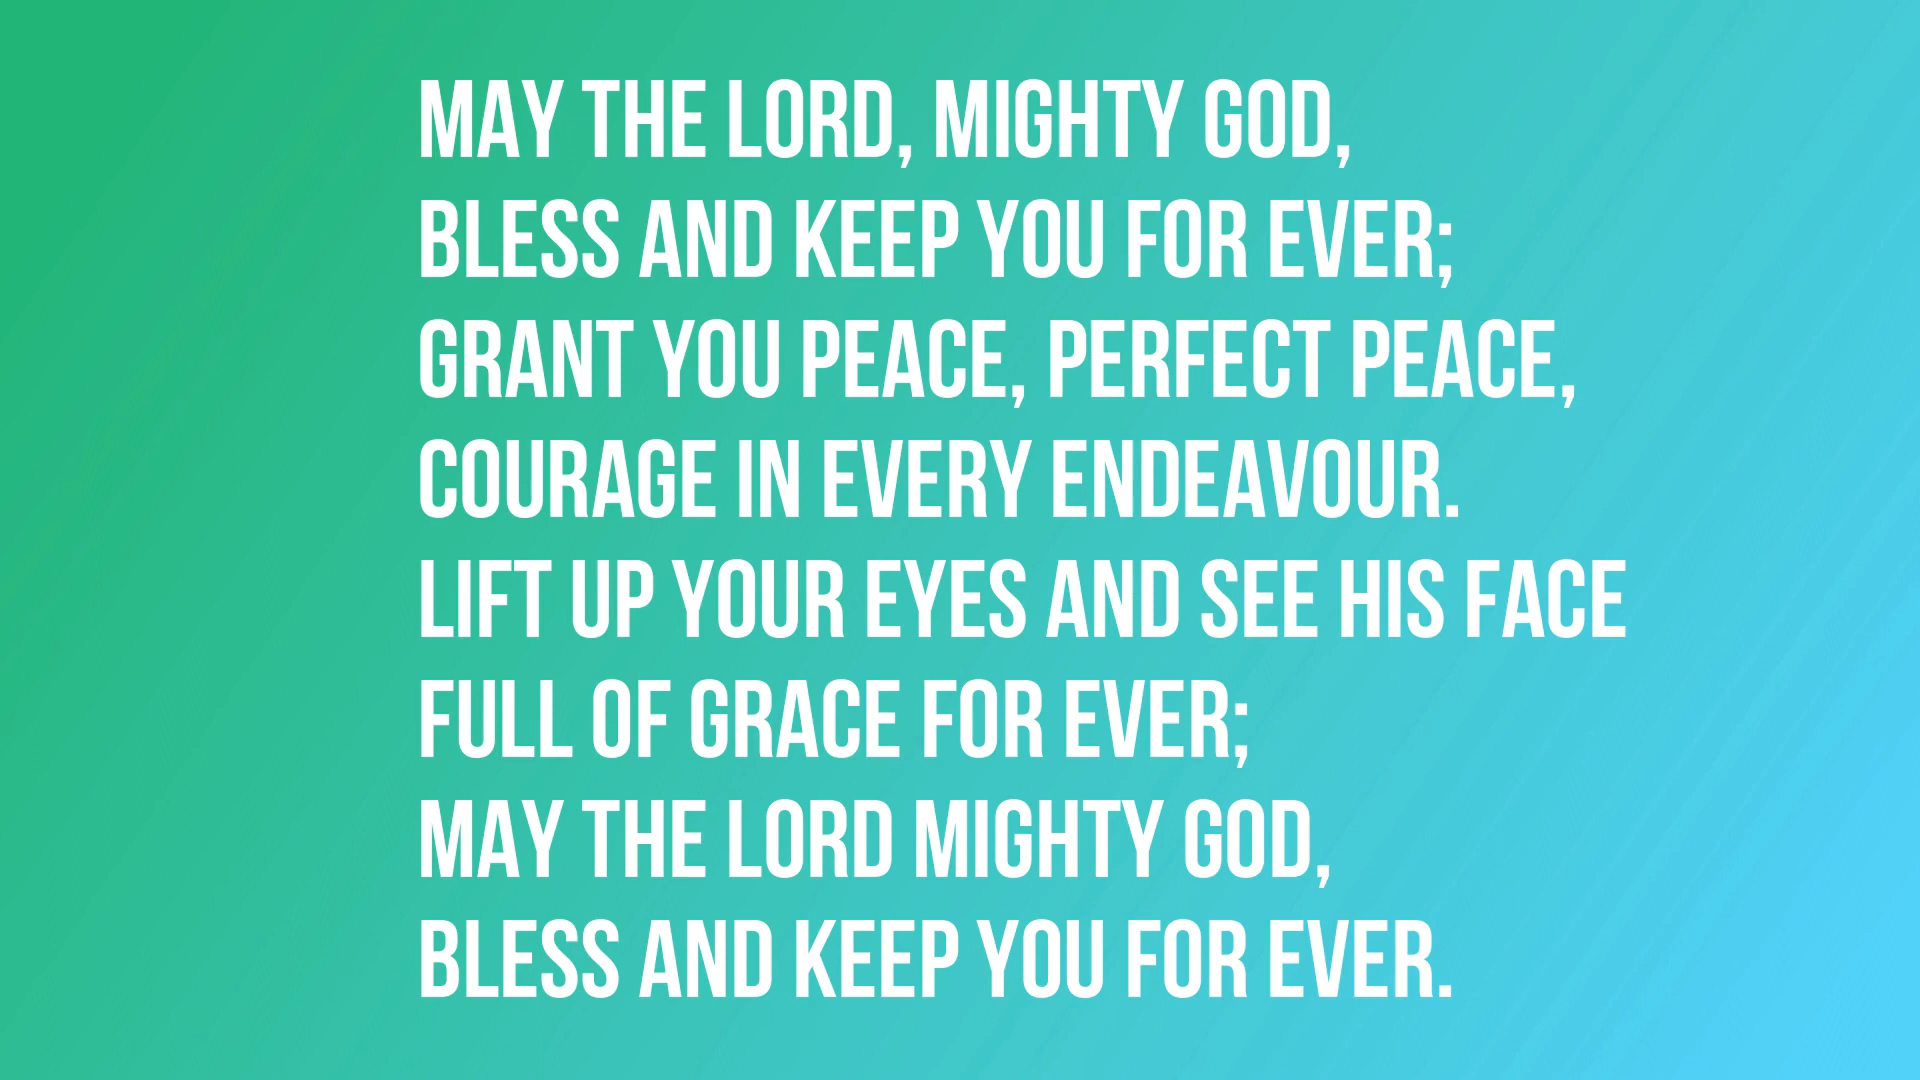 MAY THE LORD, MIGHTY GOD,
BLESS AND KEEP YOU FOR EVER;
GRANT YOU PEACE, PERFECT PEACE,
COURAGE IN EVERY ENDEAVOUR.
LIFT UP YOUR EYES AND SEE HIS FACE
FULL OF GRACE FOR EVER;
MAY THE LORD MIGHTY GOD,
BLESS AND KEEP YOU FOR EVER.